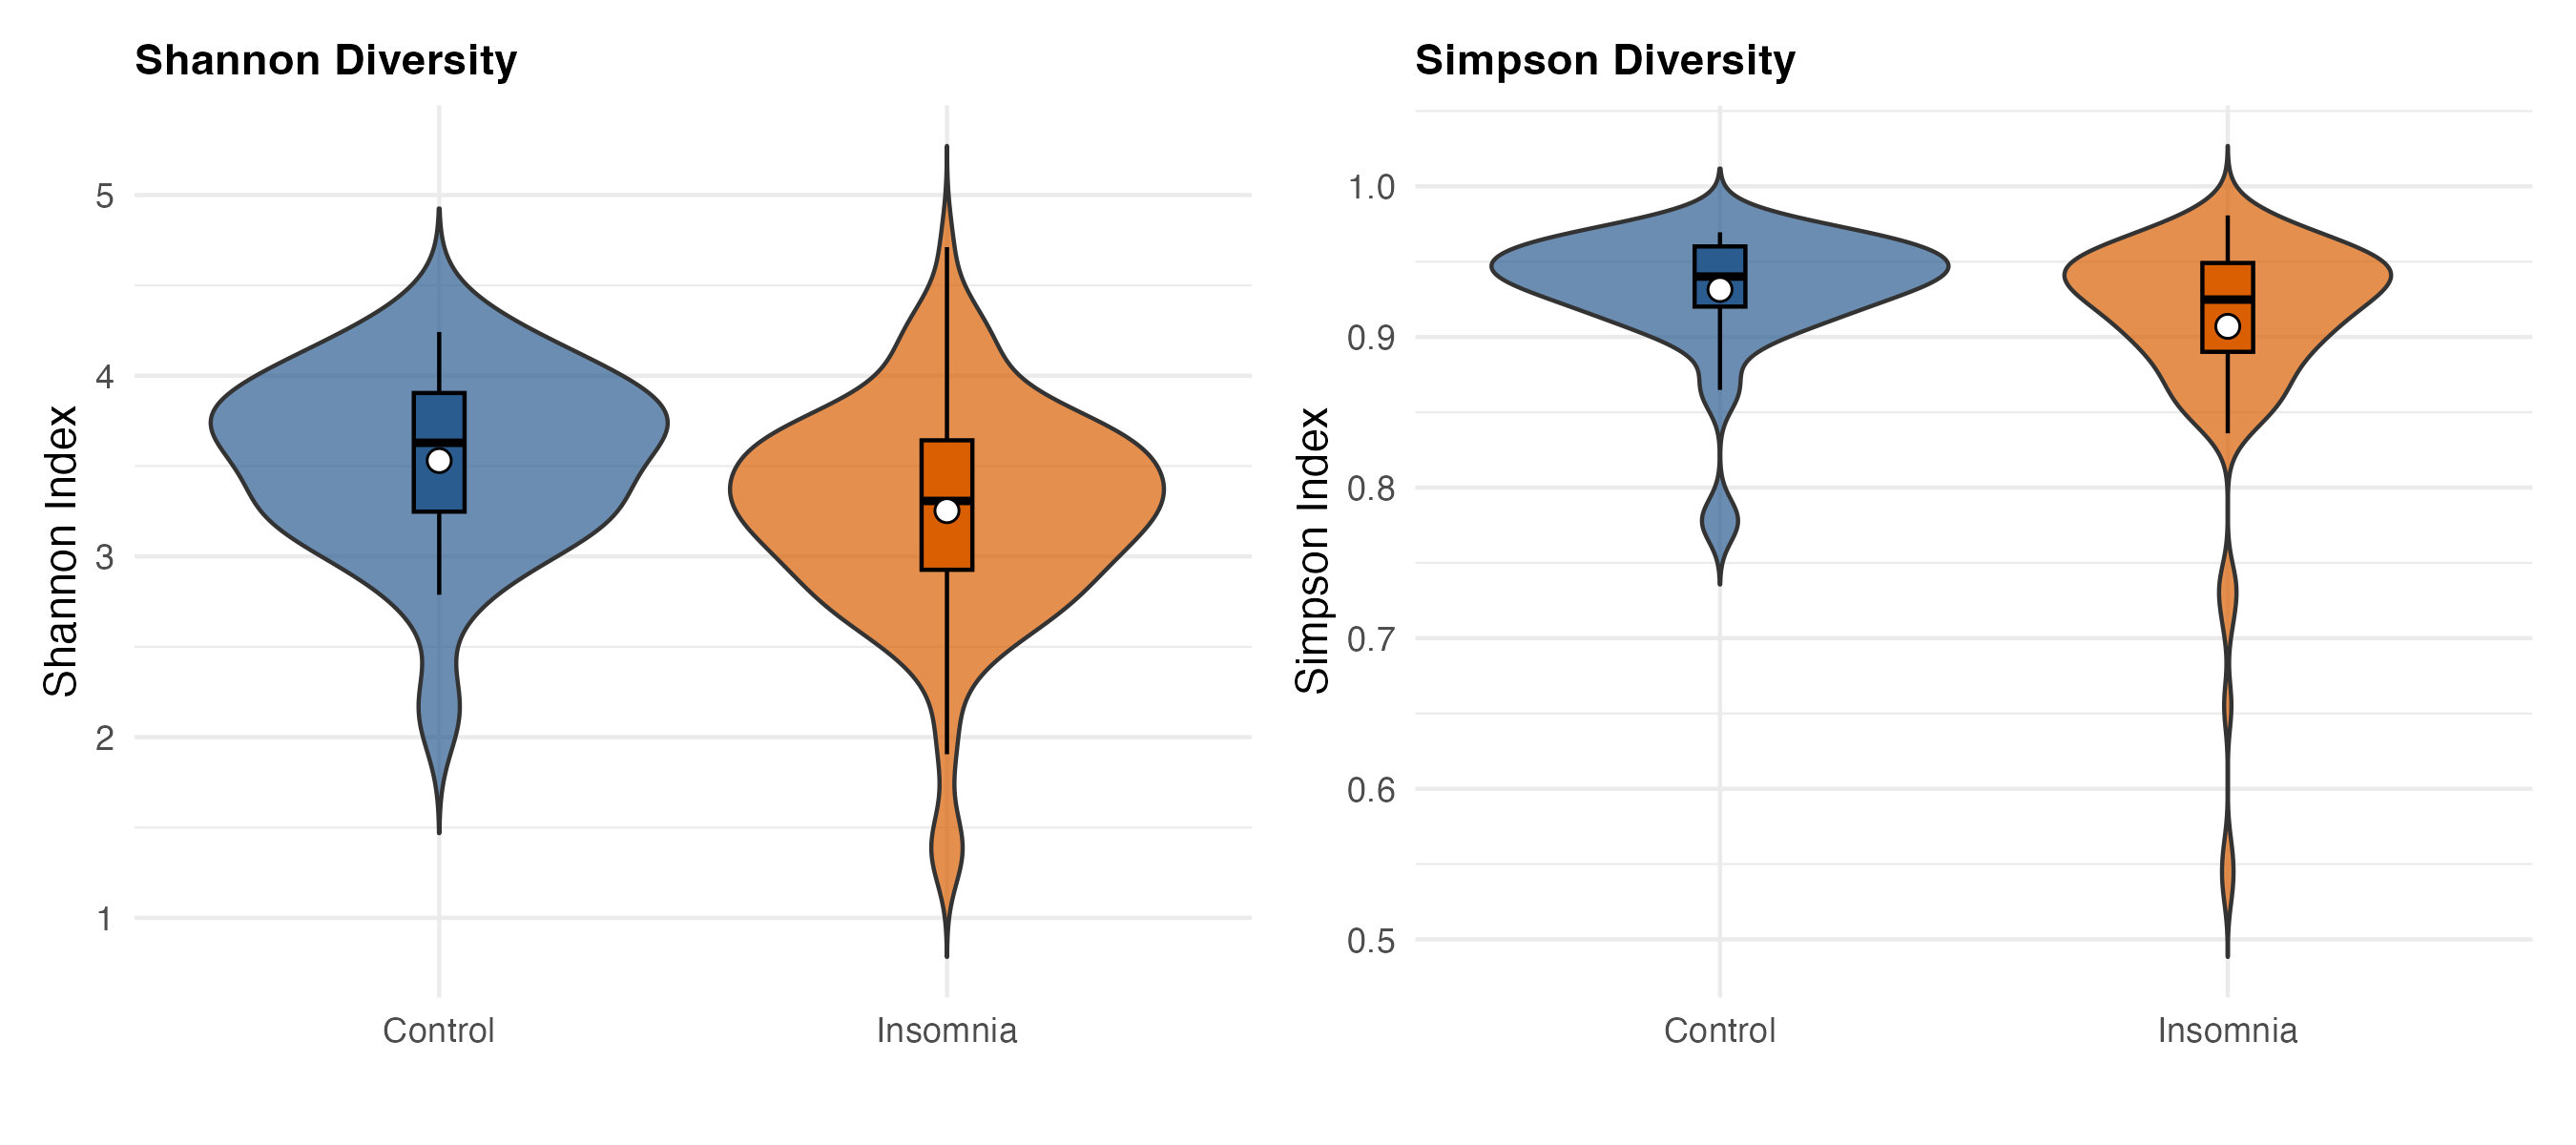 Shannon Diversity
Shannon Index
5
4
3
2
1
Control
Insomnia
Simpson Diversity
Simpson Index
1.0
0.9
0.8
0.7
0.6
0.5
Control
Insomnia